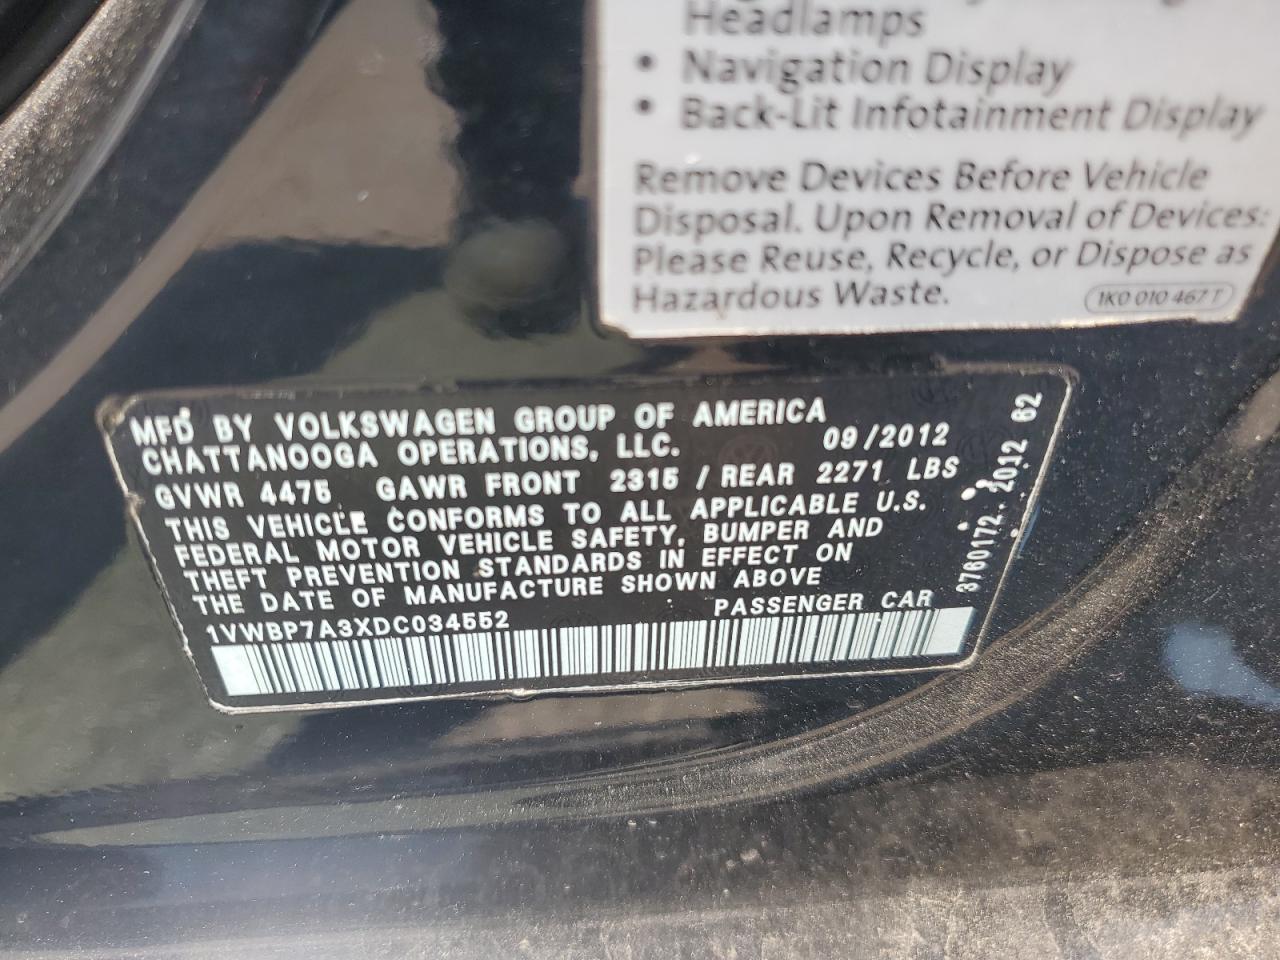 Headlamps
• Navigation Display
• Back-Lit Infotainment Display
Remove Devices Before Vehicle
Disposal. Upon Removal of Devices:
Please Reuse, Recycle, or Dispose as
Hazardous Waste.
1K0 010 467 T
MFD BY VOLKSWAGEN GROUP OF AMERICA
CHATTANOOGA OPERATIONS, LLC. 09/2012
GVWR 4475 GAWR FRONT 2315 / REAR 2271 LBS
THIS VEHICLE CONFORMS TO ALL APPLICABLE U.S.
FEDERAL MOTOR VEHICLE SAFETY, BUMPER AND
THEFT PREVENTION STANDARDS IN EFFECT ON
THE DATE OF MANUFACTURE SHOWN ABOVE
1VWBP7A3XDC034552 PASSENGER CAR
3760172. 2012 62